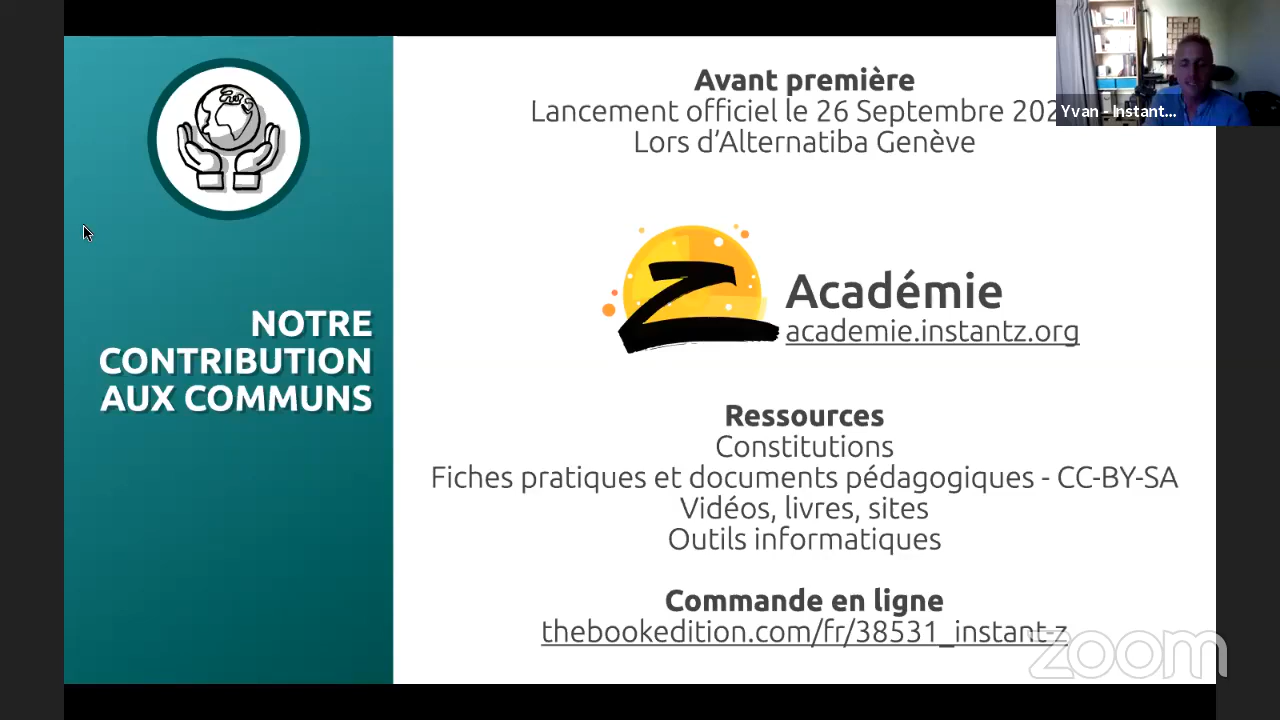 NOTRE
CONTRIBUTION
AUX COMMUNS
Avant première
Lancement officiel le 26 Septembre 202
Lors d'Alternatiba Genève
Z Académie
academie.instantz.org
Ressources
Constitutions
Fiches pratiques et documents pédagogiques - CC-BY-SA
Vidéos, livres, sites
Outils informatiques
Commande en ligne
thebookedition.com/fr/38531_instant-z
Yvan - Instant...
zoom